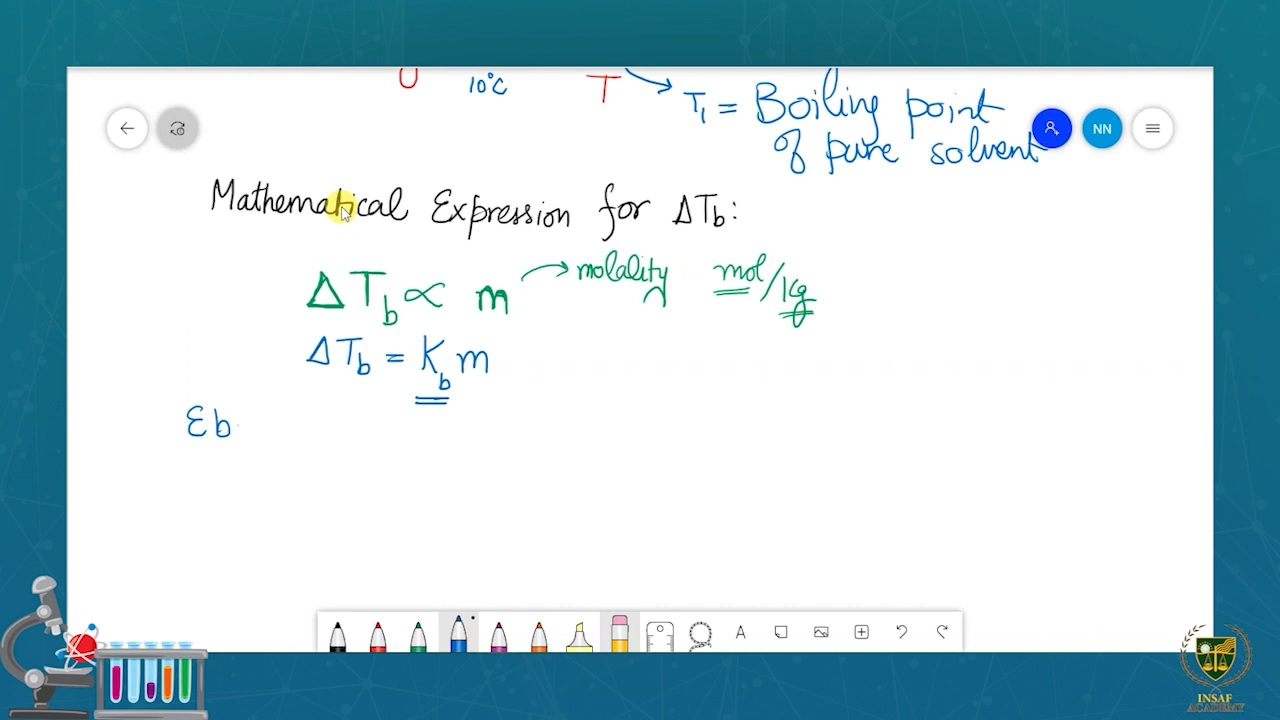 10°C T
T₁ = Boiling point
of pure solvent
NN
Mathematical Expression for ΔTb:
ΔTb ∝ m → molality mol/Kg
ΔTb = Kb m
Eb
A
INSAF
ACADEMY